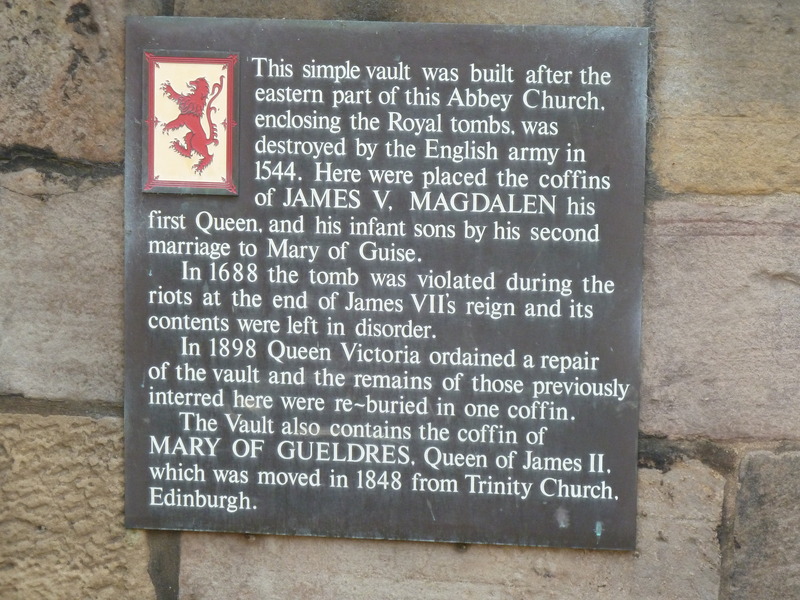 This simple vault was built after the
eastern part of this Abbey Church,
enclosing the Royal tombs, was
destroyed by the English army in
1544. Here were placed the coffins
of JAMES V, MAGDALEN his
first Queen, and his infant sons by his second
marriage to Mary of Guise.
In 1688 the tomb was violated during the
riots at the end of James VII's reign and its
contents were left in disorder.
In 1898 Queen Victoria ordained a repair
of the vault and the remains of those previously
interred here were re~buried in one coffin.
The Vault also contains the coffin of
MARY OF GUELDRES, Queen of James II,
which was moved in 1848 from Trinity Church,
Edinburgh.